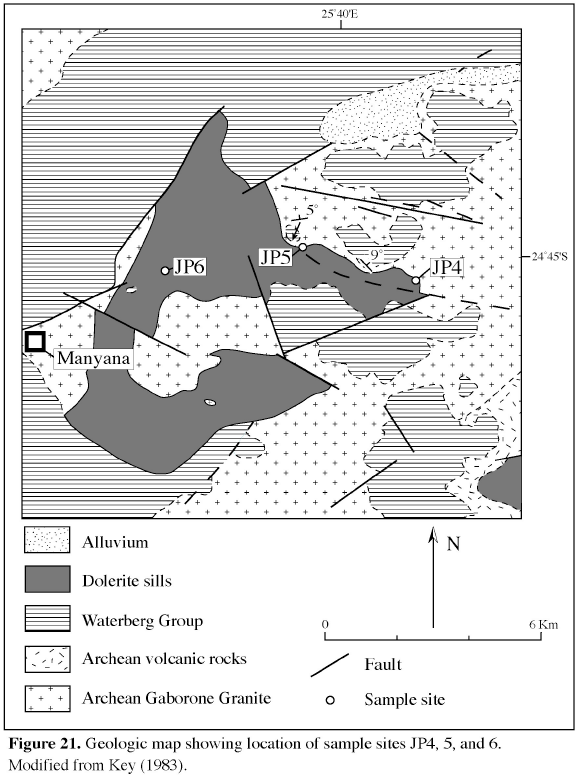 25°40'E
5°
JP5
9°
JP4
24°45'S
JP6
Manyana
Alluvium
Dolerite sills
Waterberg Group
Archean volcanic rocks
Archean Gaborone Granite
N
0 6 Km
Fault
Sample site
Figure 21. Geologic map showing location of sample sites JP4, 5, and 6.
Modified from Key (1983).